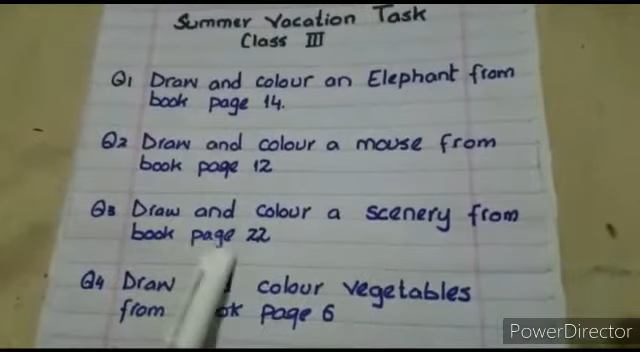 Summer Vacation Task
Class III
Q1 Draw and colour an Elephant from
book page 14.
Q2 Draw and colour a mouse from
book page 12
Q3 Draw and colour a scenery from
book page 22
Q4 Draw colour vegetables
from page 6
PowerDirector